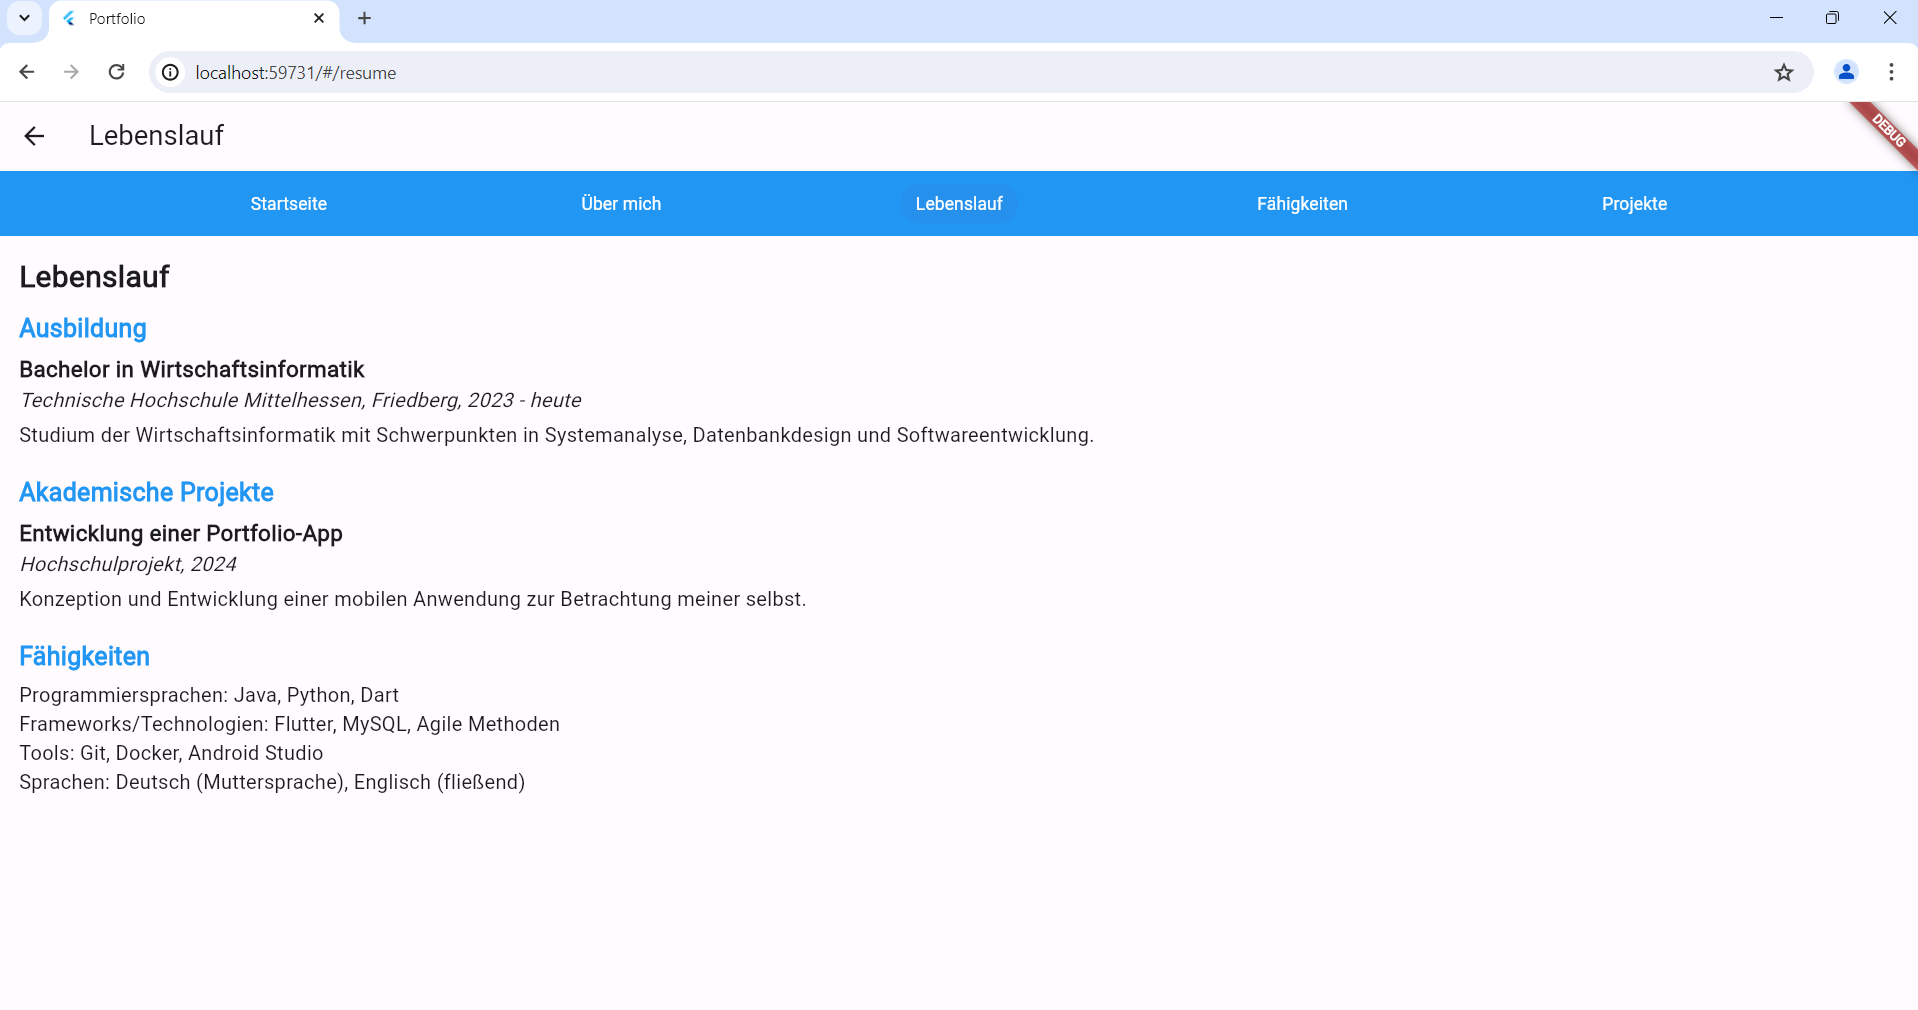 Portfolio
localhost:59731/#/resume
Lebenslauf
DEBUG
Startseite Über mich Lebenslauf Fähigkeiten Projekte
Lebenslauf
Ausbildung
Bachelor in Wirtschaftsinformatik
Technische Hochschule Mittelhessen, Friedberg, 2023 - heute
Studium der Wirtschaftsinformatik mit Schwerpunkten in Systemanalyse, Datenbankdesign und Softwareentwicklung.
Akademische Projekte
Entwicklung einer Portfolio-App
Hochschulprojekt, 2024
Konzeption und Entwicklung einer mobilen Anwendung zur Betrachtung meiner selbst.
Fähigkeiten
Programmiersprachen: Java, Python, Dart
Frameworks/Technologien: Flutter, MySQL, Agile Methoden
Tools: Git, Docker, Android Studio
Sprachen: Deutsch (Muttersprache), Englisch (fließend)